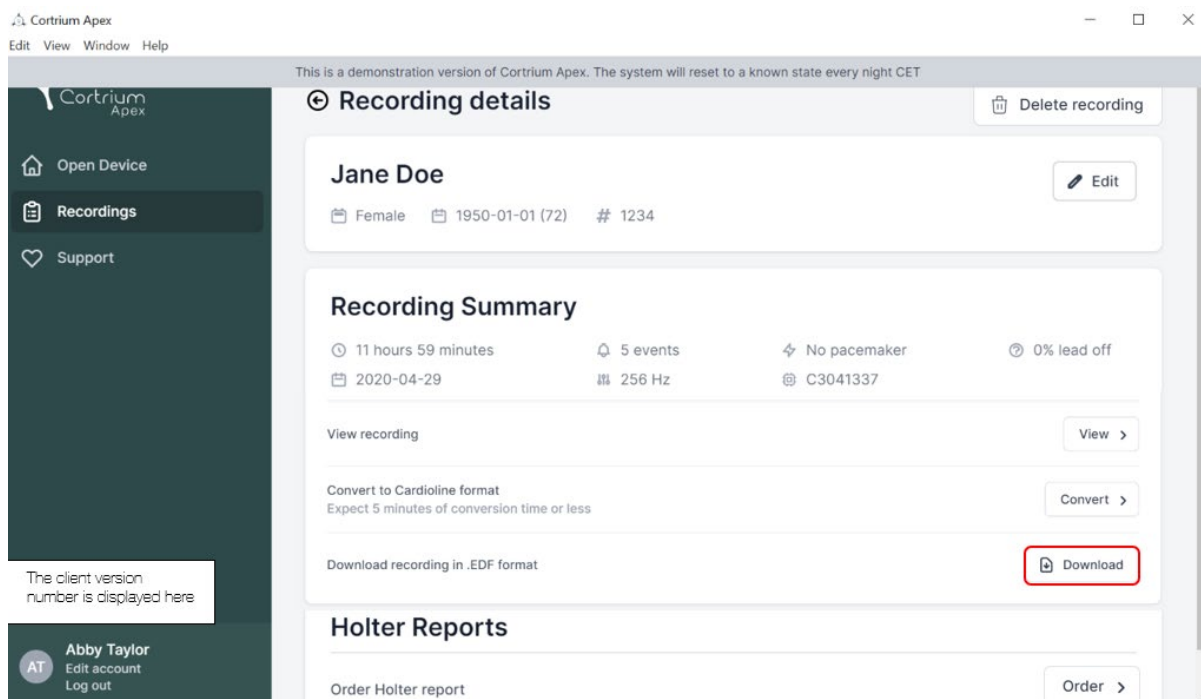 Cortrium Apex
Edit View Window Help
This is a demonstration version of Cortrium Apex. The system will reset to a known state every night CET
Cortrium
Apex
Open Device
Recordings
Support
The client version
number is displayed here
AT
Abby Taylor
Edit account
Log out
Recording details
Delete recording
Jane Doe
Edit
Female 1950-01-01 (72) # 1234
Recording Summary
11 hours 59 minutes 5 events No pacemaker 0% lead off
2020-04-29 256 Hz C3041337
View recording View >
Convert to Cardioline format
Expect 5 minutes of conversion time or less
Convert >
Download recording in .EDF format Download
Holter Reports
Order Holter report Order >